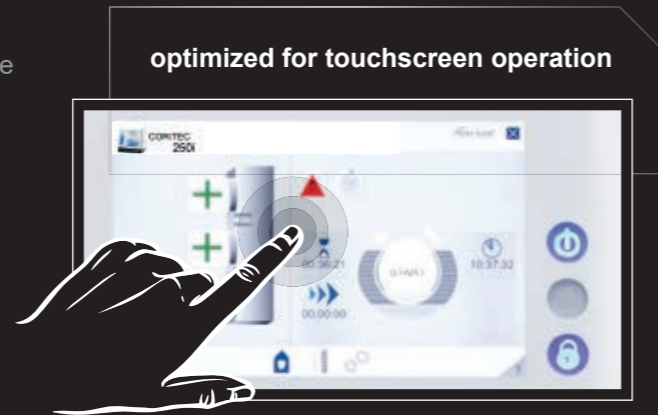 e
optimized for touchscreen operation
CORITEC
250i
00:36:21
10:37:32
START
00:00:00